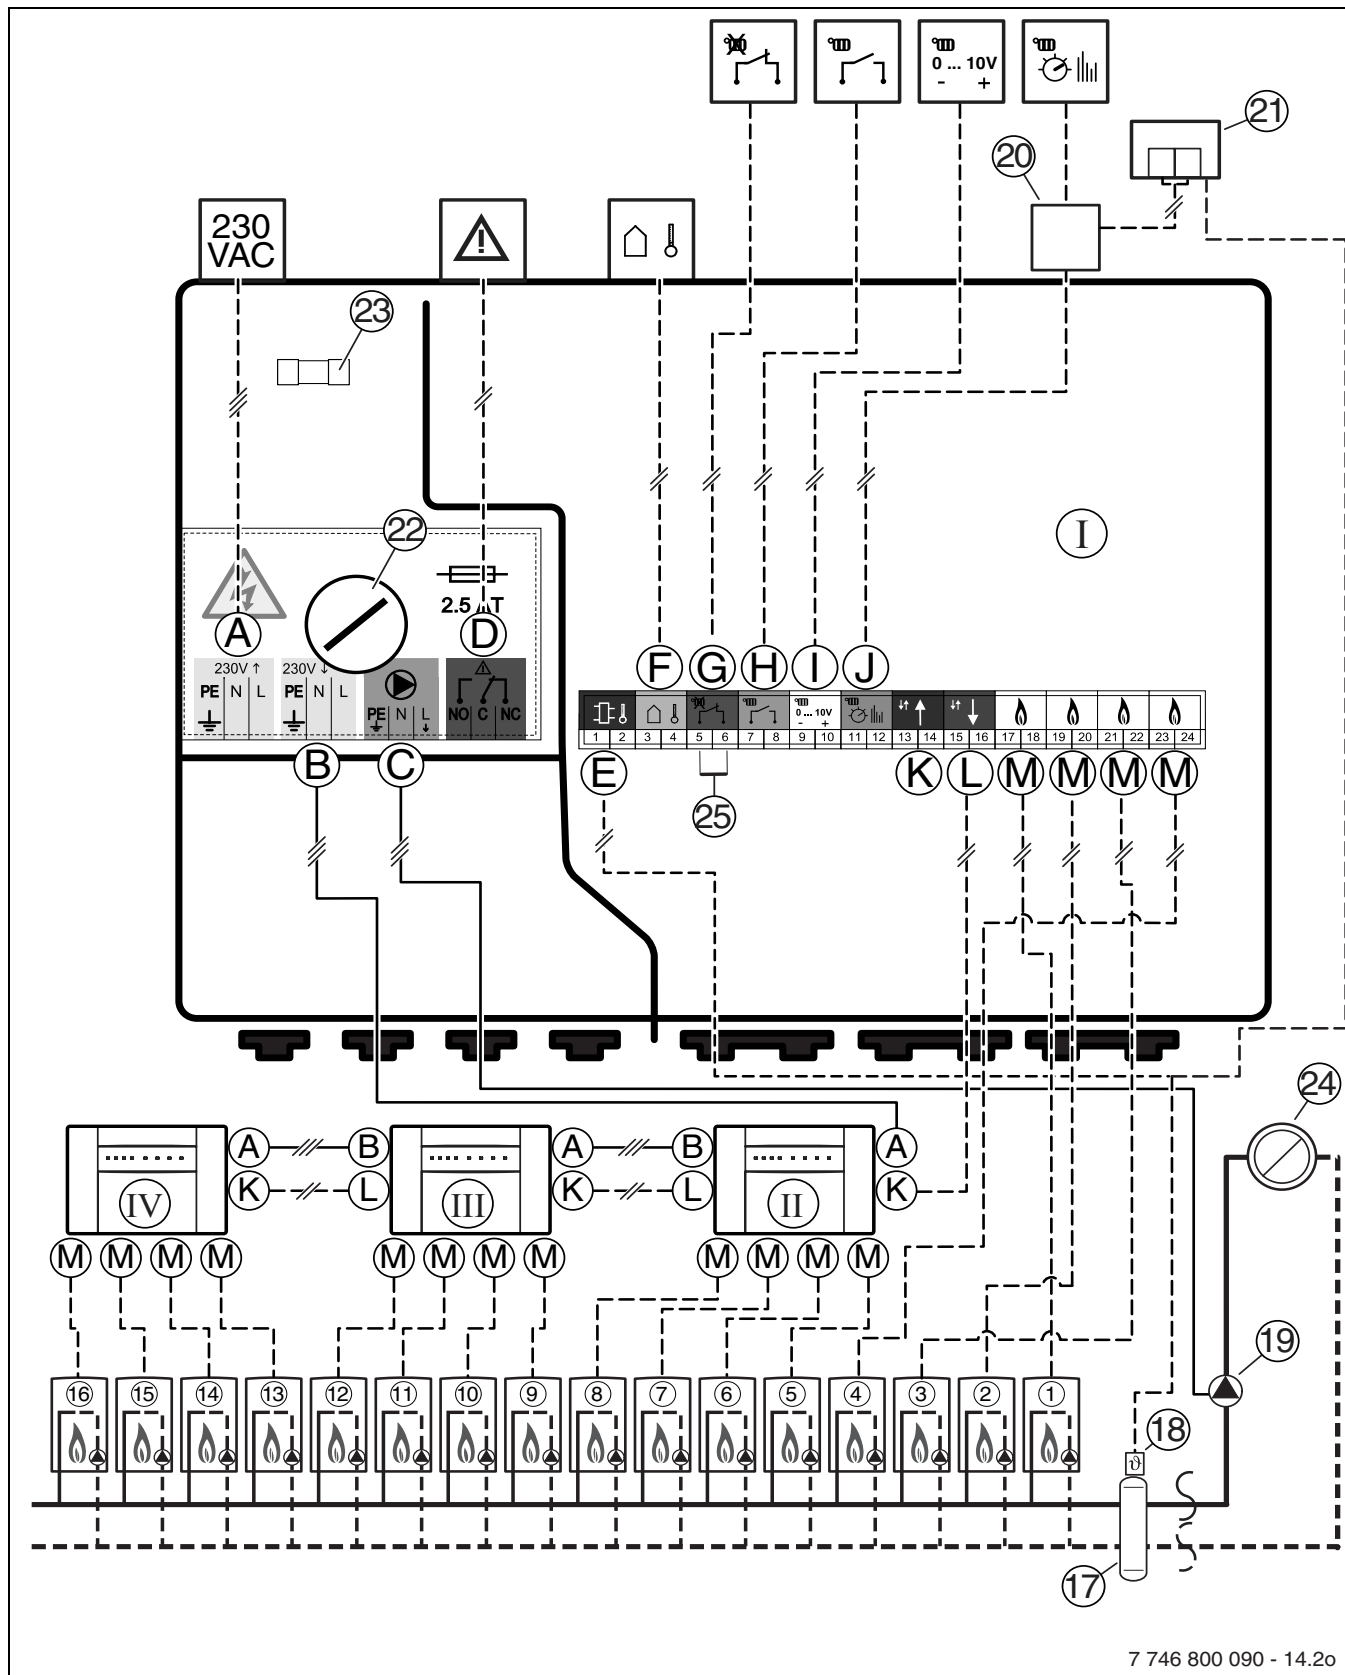 0 ... 10V
- +
21
20
230
VAC
23
22
I
2.5 AT
A
D
F
G
H
I
J
230V ↑
230V ↓
PE N L
PE N L
PE N L
NO C NC
0 ... 10V
- +
1 2 3 4 5 6 7 8 9 10 11 12 13 14 15 16 17 18 19 20 21 22 23 24
B
C
E
K
L
M
M
M
M
25
24
A
B
A
B
A
K
L
K
L
K
IV
III
II
M M M M
M M M M
M M M M
19
16 15 14 13 12 11 10 9 8 7 6 5 4 3 2 1
18
ϑ
17
7 746 800 090 - 14.2o